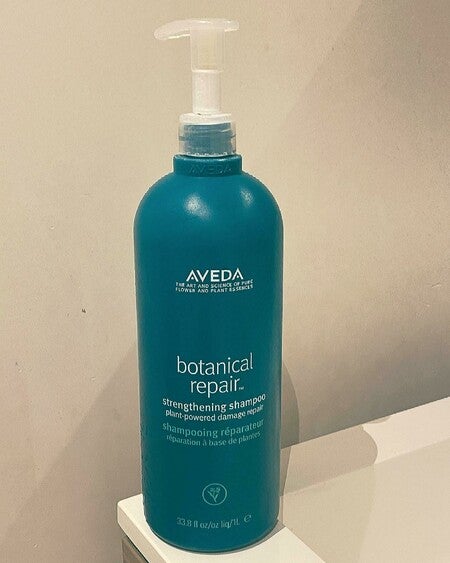 AVEDA
AVEDA
THE ART AND SCIENCE OF PURE
FLOWER AND PLANT ESSENCES
botanical
repair™
strengthening shampoo
plant-powered damage repair
shampooing réparateur
réparation à base de plantes
33.8 fl oz/oz liq/1L ℮